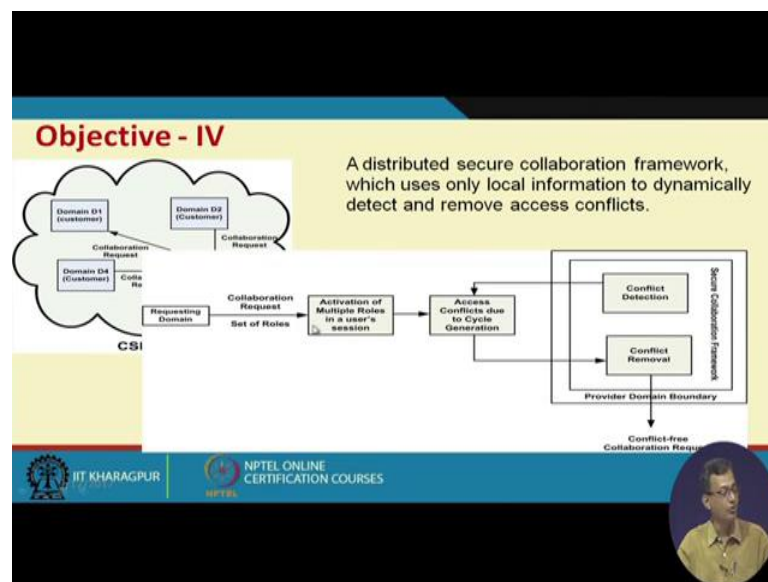 Objective - IV
A distributed secure collaboration framework,
which uses only local information to dynamically
detect and remove access conflicts.
Domain D1
(customer)
Domain D2
(Customer)
Collaboration
Request
Collaboration
Request
Domain D4
(Customer)
Requesting
Domain
Collaboration
Request
Set of Roles
Activation of
Multiple Roles
in a user's
session
Access
Conflicts due
to Cycle
Generation
Conflict
Detection
Conflict
Removal
Secure Collaboration
Framework
Provider Domain Boundary
Conflict-free
Collaboration
IIT KHARAGPUR
NPTEL
NPTEL ONLINE
CERTIFICATION COURSES